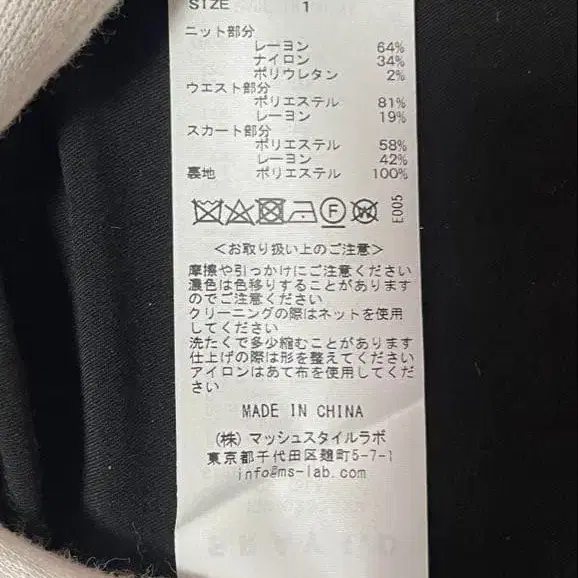 SIZE 1
ニット部分
レーヨン 64%
ナイロン 34%
ポリウレタン 2%
ウエスト部分
ポリエステル 81%
レーヨン 19%
スカート部分
ポリエステル 58%
レーヨン 42%
裏地 ポリエステル 100%
F W E005
<お取り扱い上のご注意>
摩擦や引っかけにご注意ください
濃色は色移りすることがあります
のでご注意ください
クリーニングの際はネットを使用
してください
洗たくで多少縮むことがあります
仕上げの際は形を整えてください
アイロンはあて布を使用してくだ
さい
MADE IN CHINA
(株) マッシュスタイルラボ
東京都千代田区麹町5-7-1
info@ms-lab.com